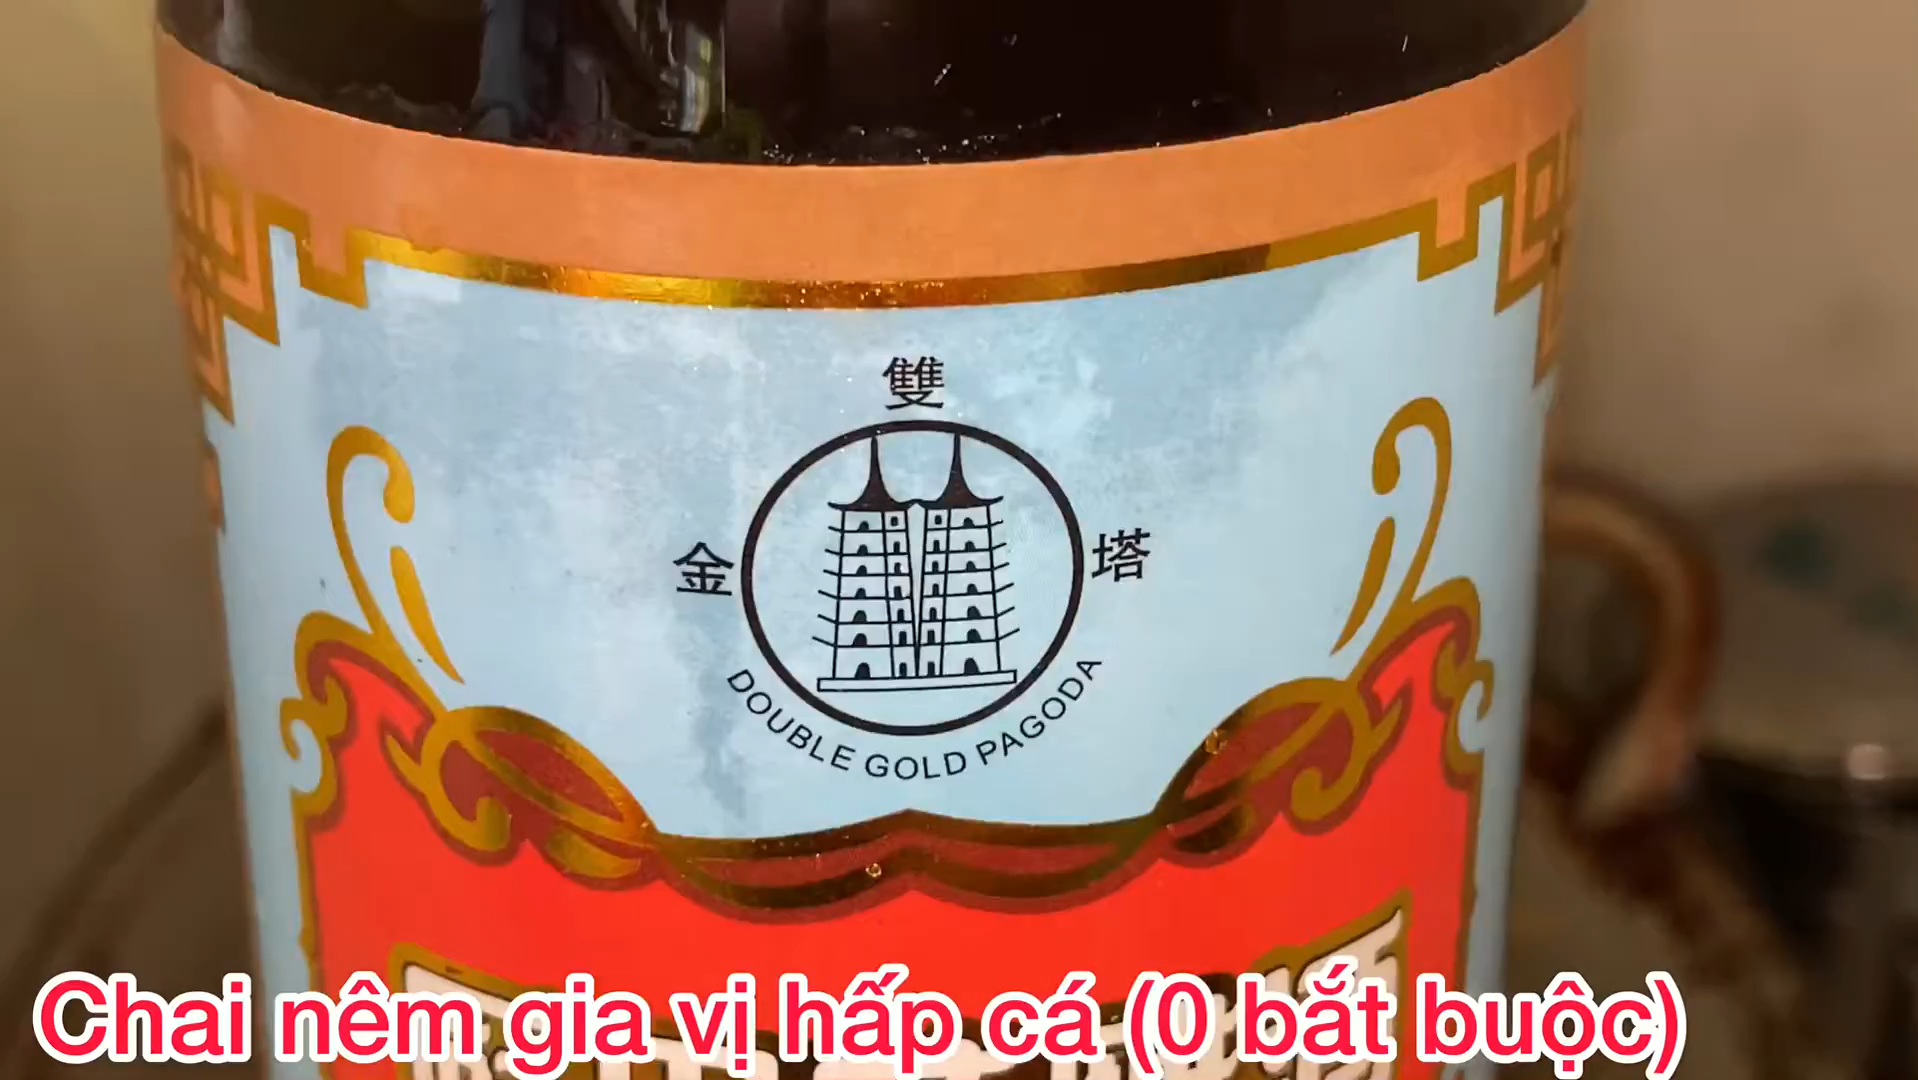 雙
金 塔
DOUBLE GOLD PAGODA
Chai nêm gia vị hấp cá (0 bắt buộc)